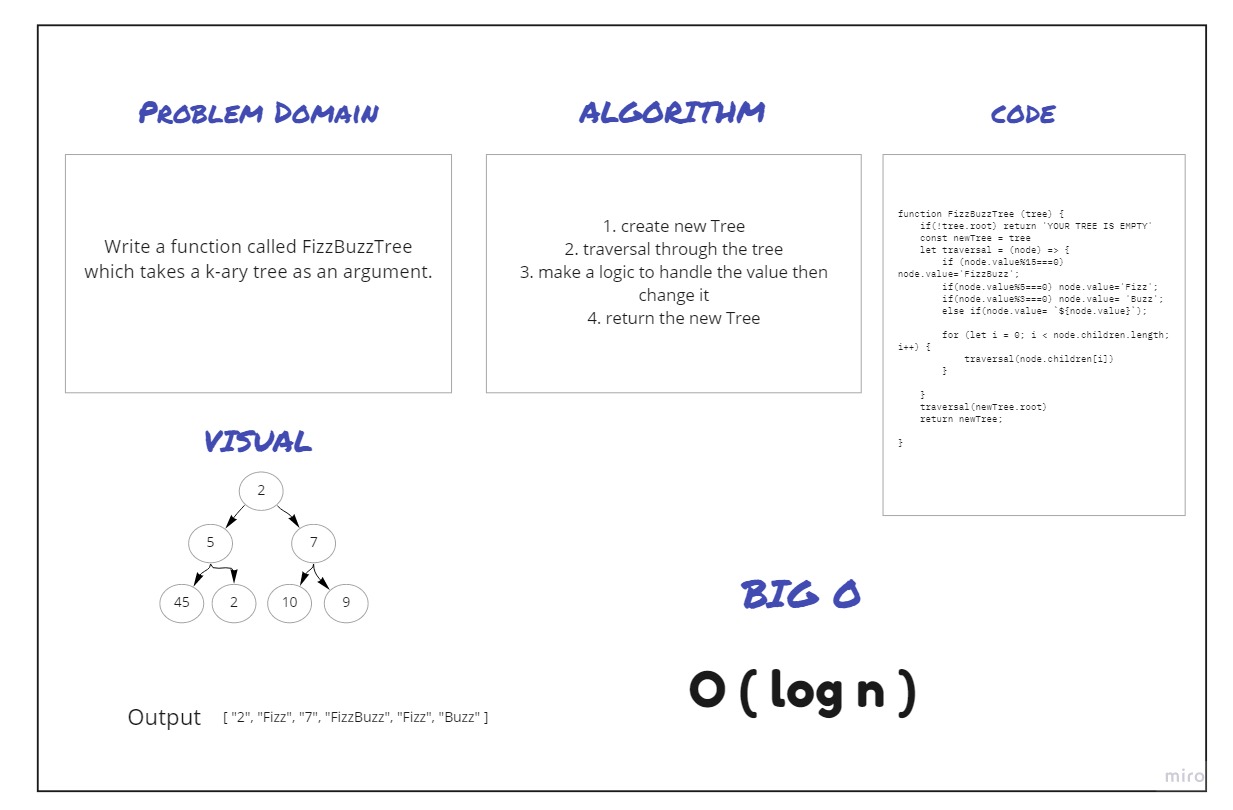 PROBLEM DOMAIN
Write a function called FizzBuzzTree
which takes a k-ary tree as an argument.
ALGORITHM
1. create new Tree
2. traversal through the tree
3. make a logic to handle the value then
change it
4. return the new Tree
CODE
function FizzBuzzTree (tree) {
if(!tree.root) return `YOUR TREE IS EMPTY`
const newTree = tree
let traversal = (node) => {
if (node.value%15===0)
node.value='FizzBuzz';
if(node.value%5===0) node.value='Fizz';
if(node.value%3===0) node.value= 'Buzz';
else if(node.value= `${node.value}`);
for (let i = 0; i < node.children.length;
i++) {
traversal(node.children[i])
}
}
traversal(newTree.root)
return newTree;
}
VISUAL
2
5 7
45 2 10 9
Output [ "2", "Fizz", "7", "FizzBuzz", "Fizz", "Buzz" ]
BIG O
O ( log n )
miro